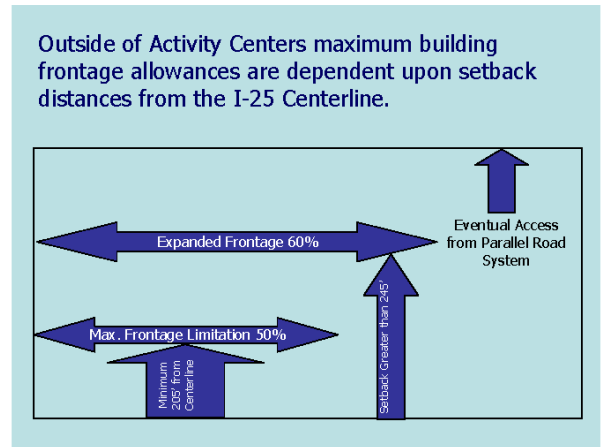 Outside of Activity Centers maximum building
frontage allowances are dependent upon setback
distances from the I-25 Centerline.
Eventual Access
from Parallel Road
System
Expanded Frontage 60%
Setback Greater than 245'
Max. Frontage Limitation 50%
Minimum
205' from
Centerline